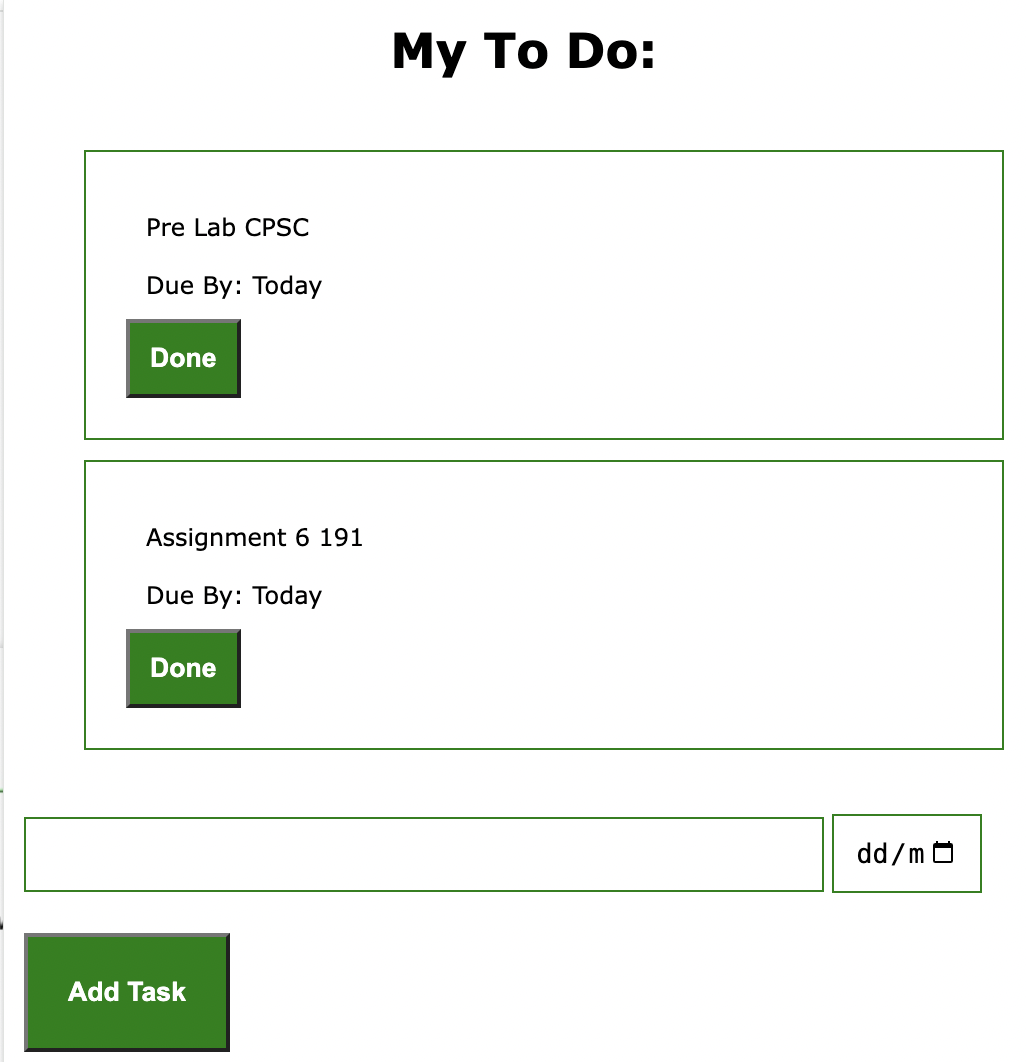 My To Do:
Pre Lab CPSC
Due By: Today
Done
Assignment 6 191
Due By: Today
Done
dd/m
Add Task